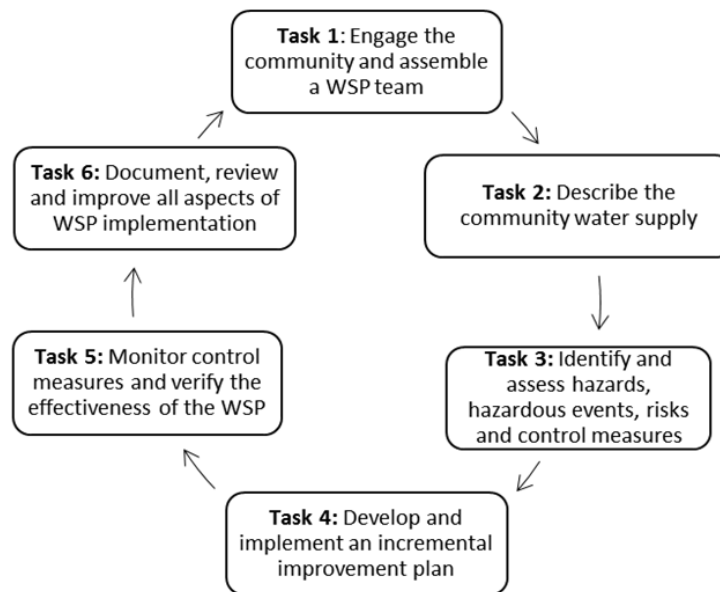 Task 1: Engage the
community and assemble
a WSP team
Task 2: Describe the
community water supply
Task 3: Identify and
assess hazards,
hazardous events, risks
and control measures
Task 4: Develop and
implement an incremental
improvement plan
Task 5: Monitor control
measures and verify the
effectiveness of the WSP
Task 6: Document, review
and improve all aspects of
WSP implementation